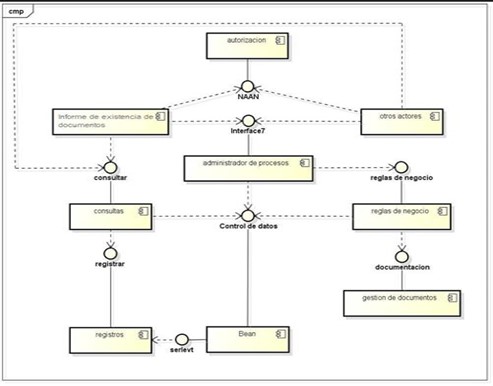 cmp
autorizacion
NAAN
Informe de existencia de
documentos
Interface7
otros actores
administrador de procesos
consultar
reglas de negocio
consultas
Control de datos
reglas de negocio
registrar
documentacion
gestion de documentos
registros
serlevt
Bean